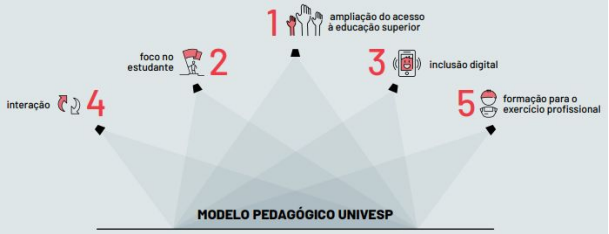 1 ampliação do acesso
à educação superior
foco no
estudante 2
3 inclusão digital
interação 4
5 formação para o
exercício profissional
MODELO PEDAGÓGICO UNIVESP